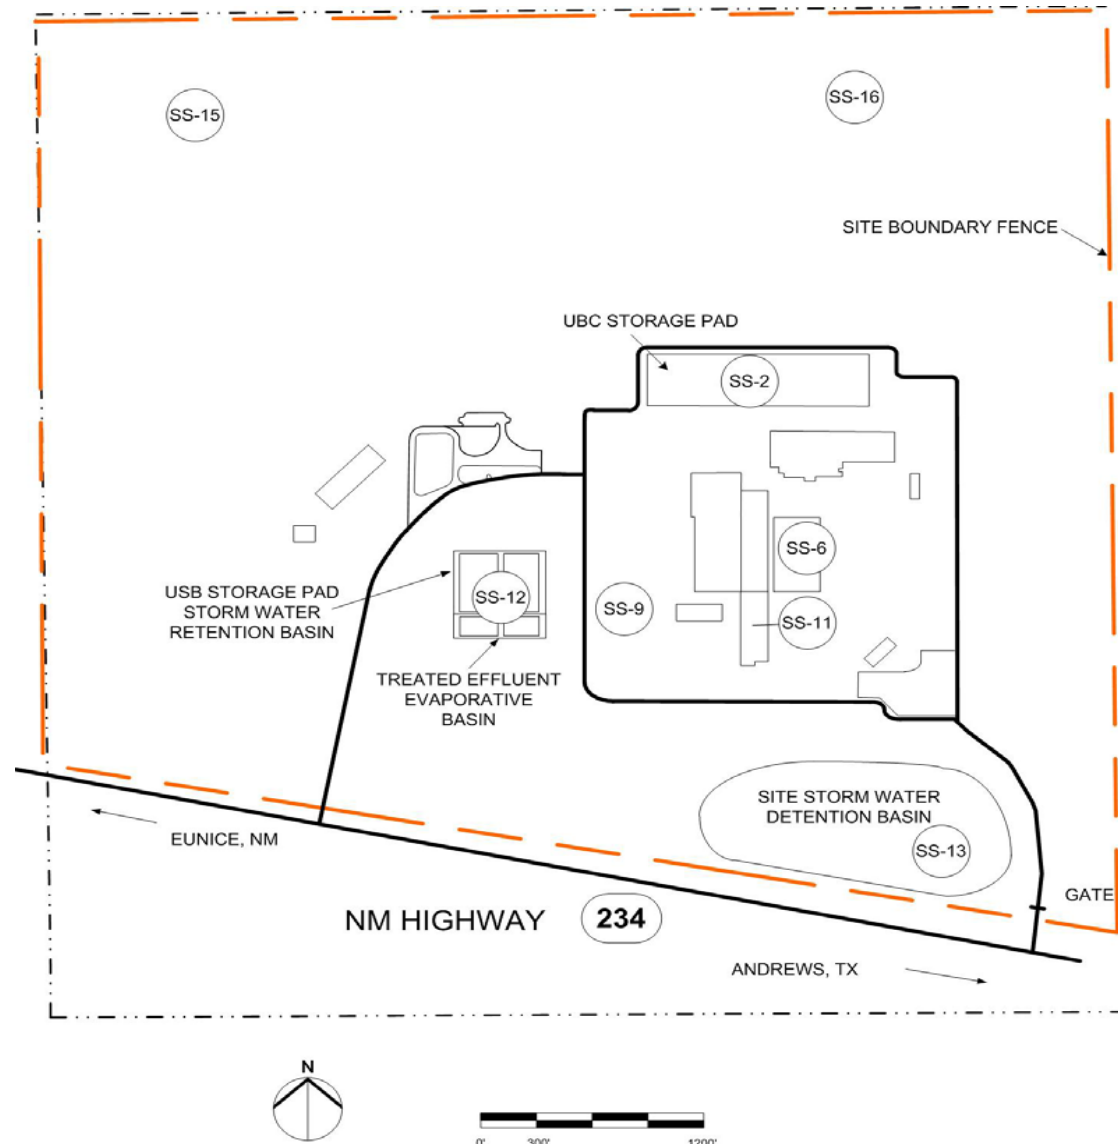 SS-15
SS-16
SITE BOUNDARY FENCE
UBC STORAGE PAD
SS-2
SS-6
USB STORAGE PAD
STORM WATER
RETENTION BASIN
SS-12
SS-9
SS-11
TREATED EFFLUENT
EVAPORATIVE
BASIN
SITE STORM WATER
DETENTION BASIN
EUNICE, NM
SS-13
GATE
NM HIGHWAY 234
ANDREWS, TX
N
0' 300' 1200'